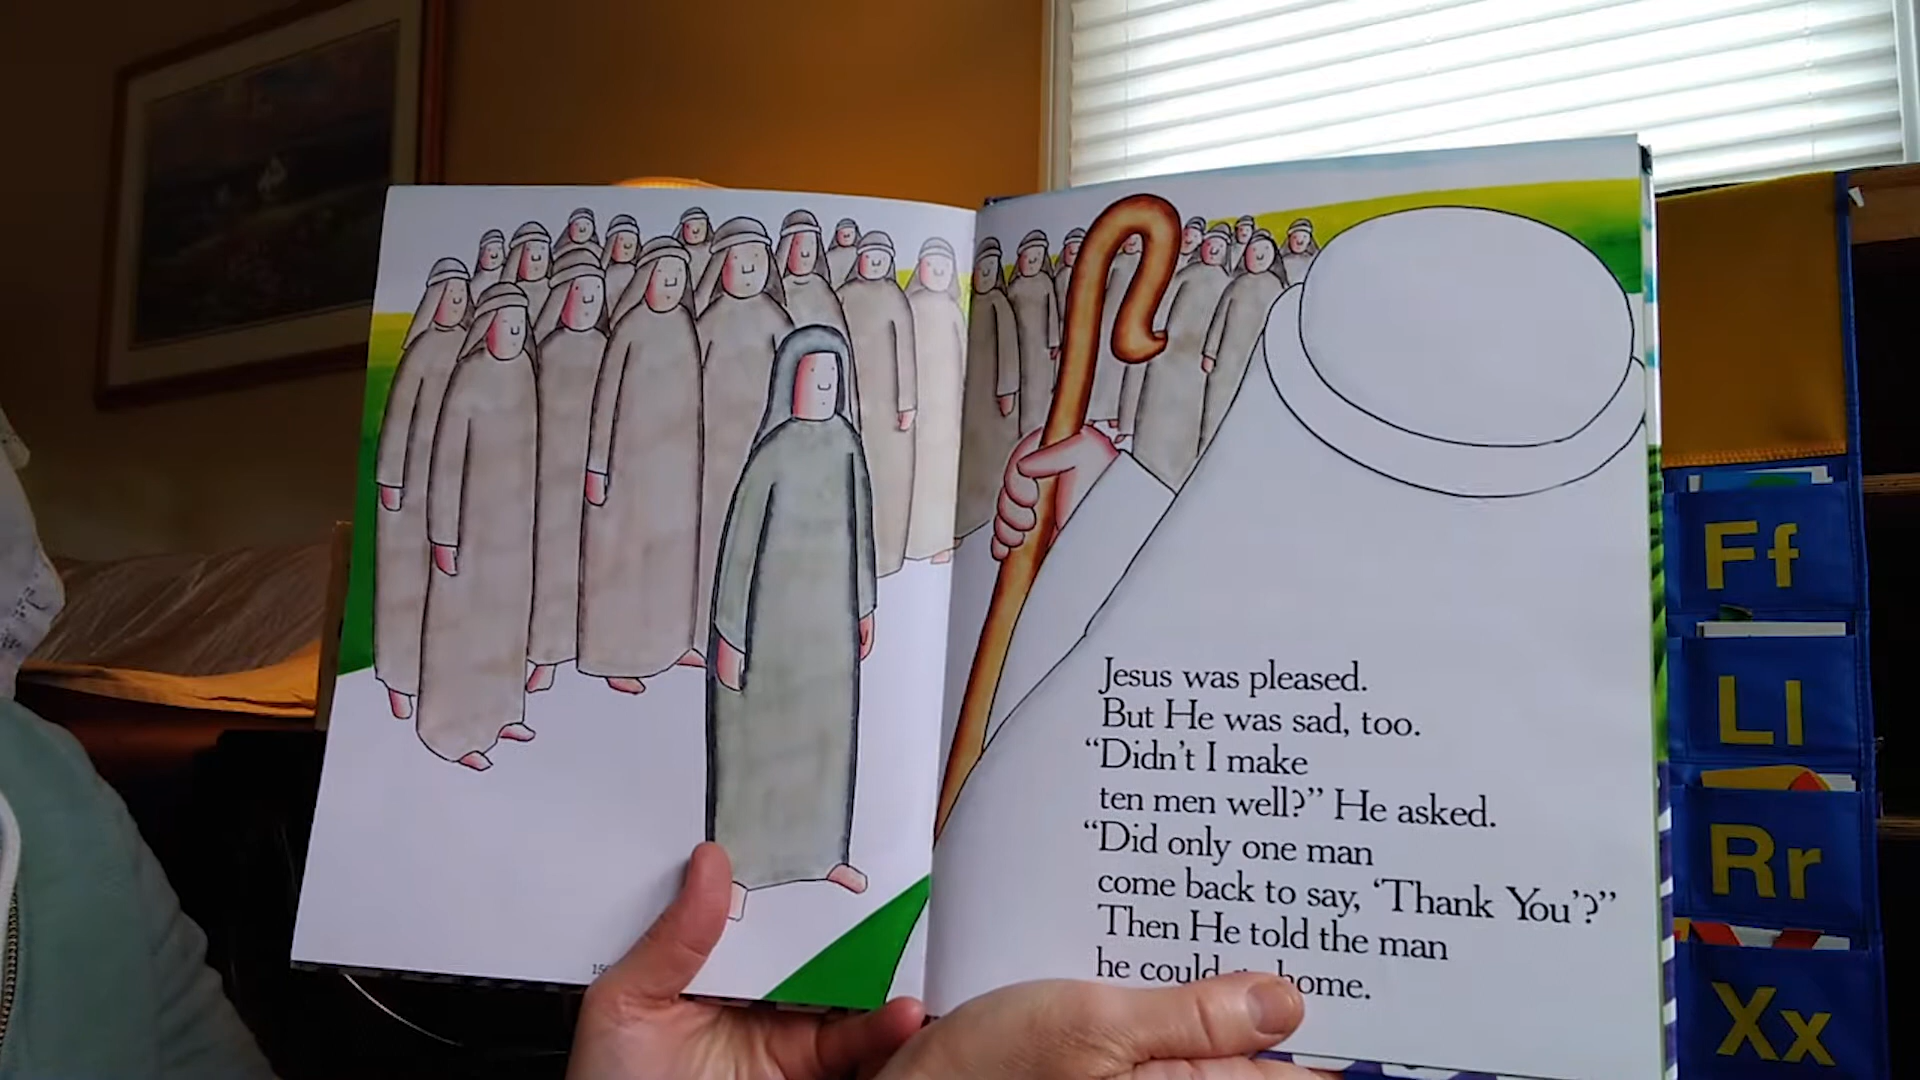 Jesus was pleased.
But He was sad, too.
“Didn’t I make
ten men well?” He asked.
“Did only one man
come back to say, ‘Thank You’?”
Then He told the man
he could home.
Ff
Ll
Rr
Xx